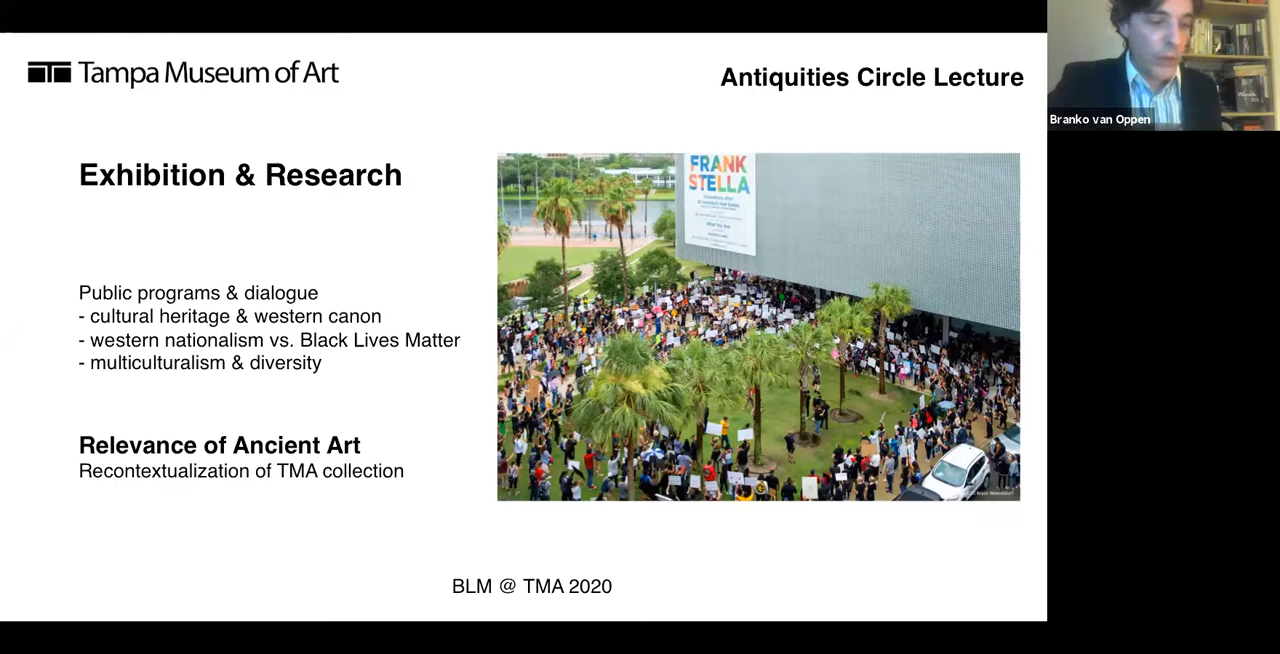 Tampa Museum of Art
Antiquities Circle Lecture
Branko van Oppen
Exhibition & Research
FRANK
STELLA
Public programs & dialogue
- cultural heritage & western canon
- western nationalism vs. Black Lives Matter
- multiculturalism & diversity
Relevance of Ancient Art
Recontextualization of TMA collection
BLM @ TMA 2020